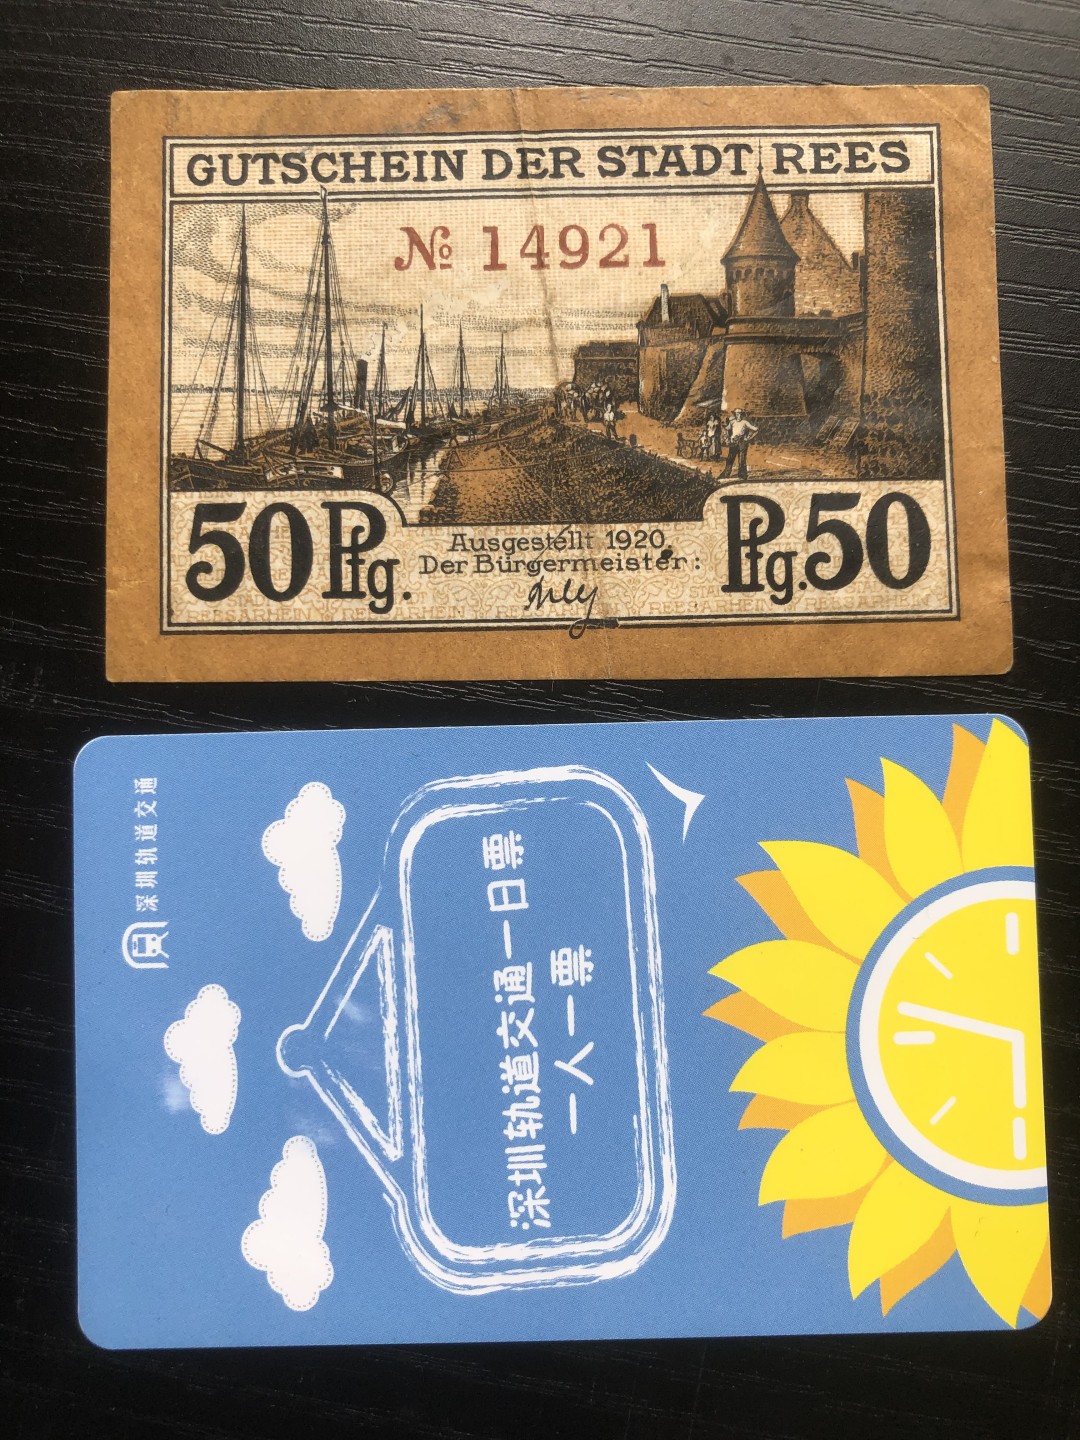 GUTSCHEIN DER STADT REES
№ 14921
50 Pfg.
Ausgestellt 1920.
Der Bürgermeister:
Pfg. 50
深圳轨道交通
深圳轨道交通一日票
一人一票